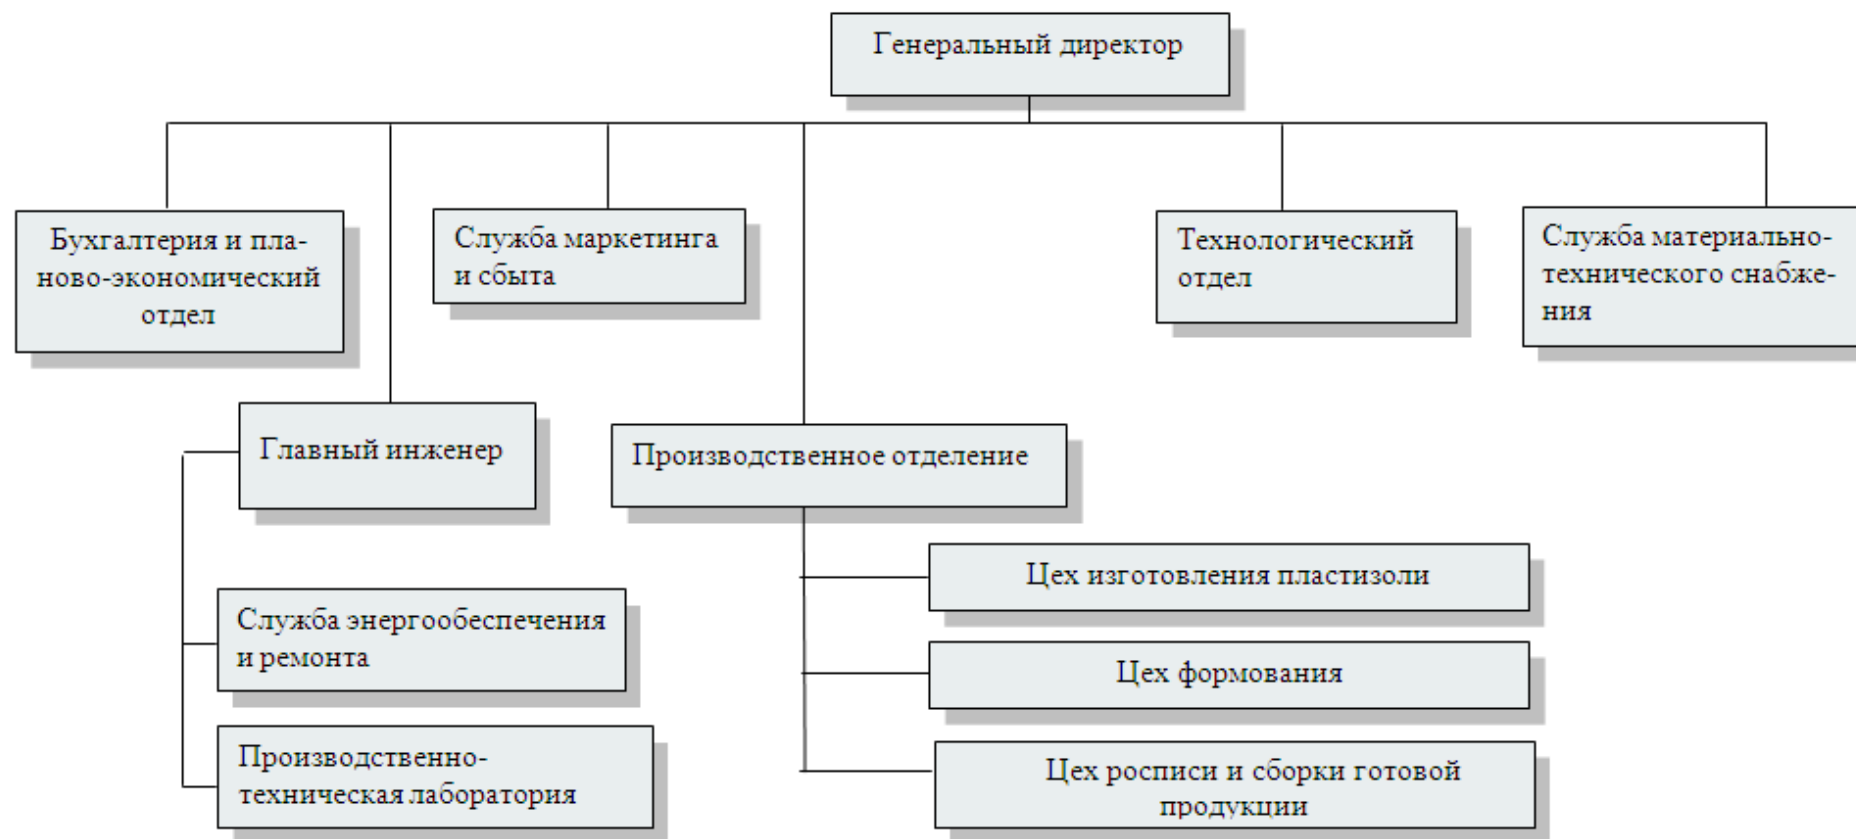 Генеральный директор
Бухгалтерия и пла-
ново-экономический
отдел
Служба маркетинга
и сбыта
Технологический
отдел
Служба материально-
технического снабже-
ния
Главный инженер
Производственное отделение
Служба энергообеспечения
и ремонта
Производственно-
техническая лаборатория
Цех изготовления пластизоли
Цех формования
Цех росписи и сборки готовой
продукции